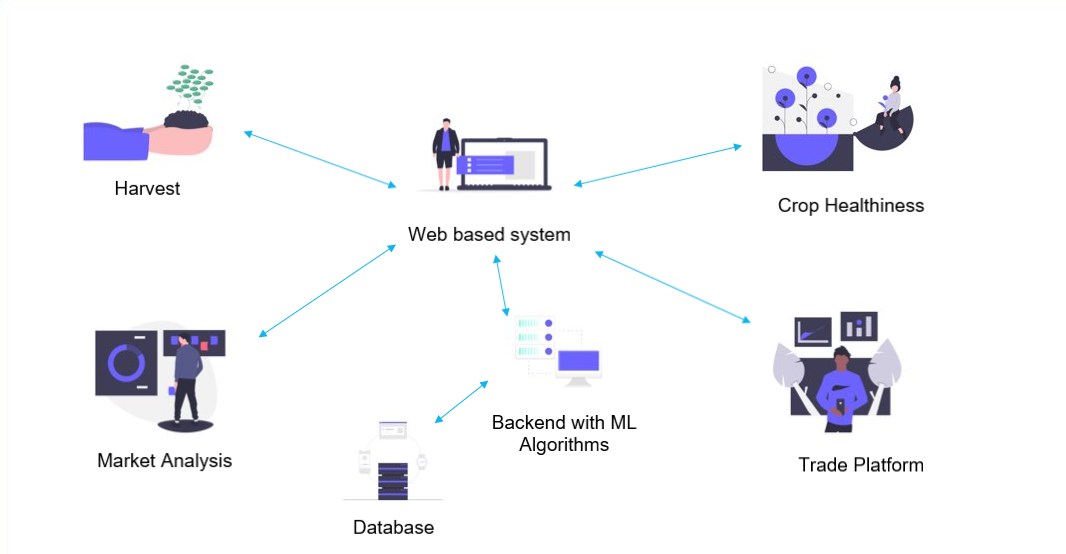 Harvest
Crop Healthiness
Web based system
Backend with ML
Algorithms
Market Analysis
Trade Platform
Database